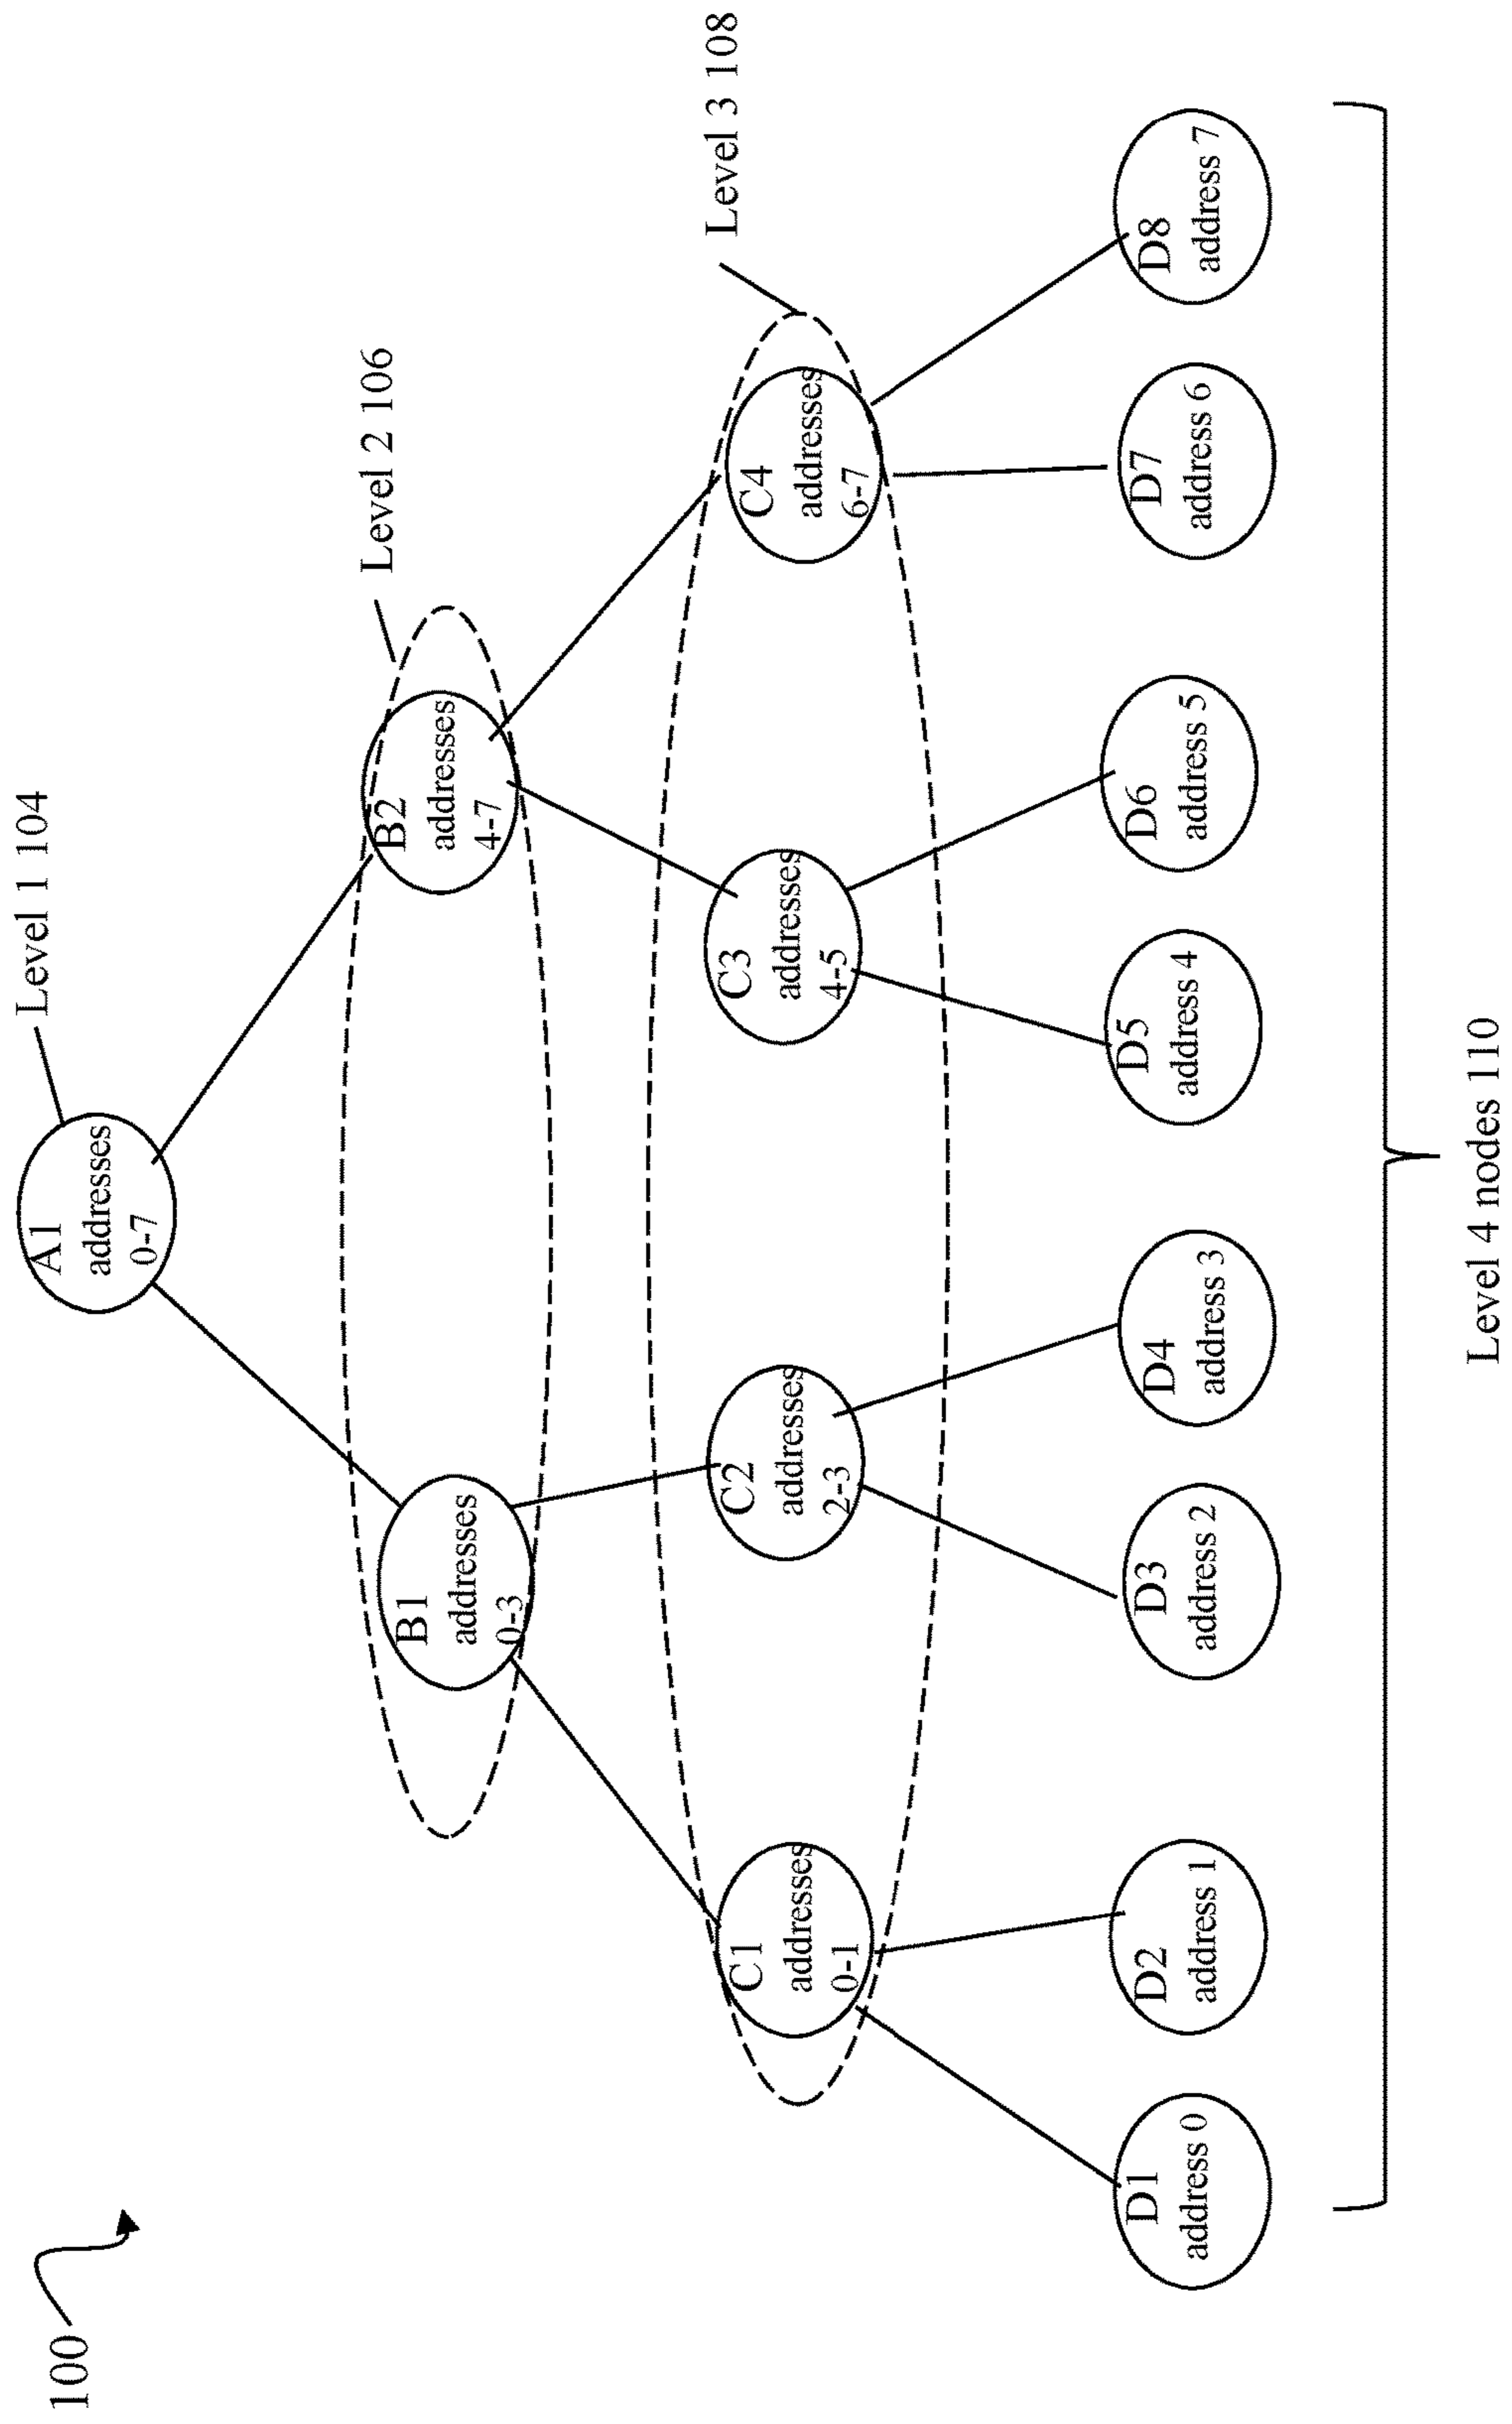 100
Level 1 104
A1
addresses
0-7
Level 2 106
B1
addresses
0-3
B2
addresses
4-7
Level 3 108
C1
addresses
0-1
C2
addresses
2-3
C3
addresses
4-5
C4
addresses
6-7
D1
address 0
D2
address 1
D3
address 2
D4
address 3
D5
address 4
D6
address 5
D7
address 6
D8
address 7
Level 4 nodes 110